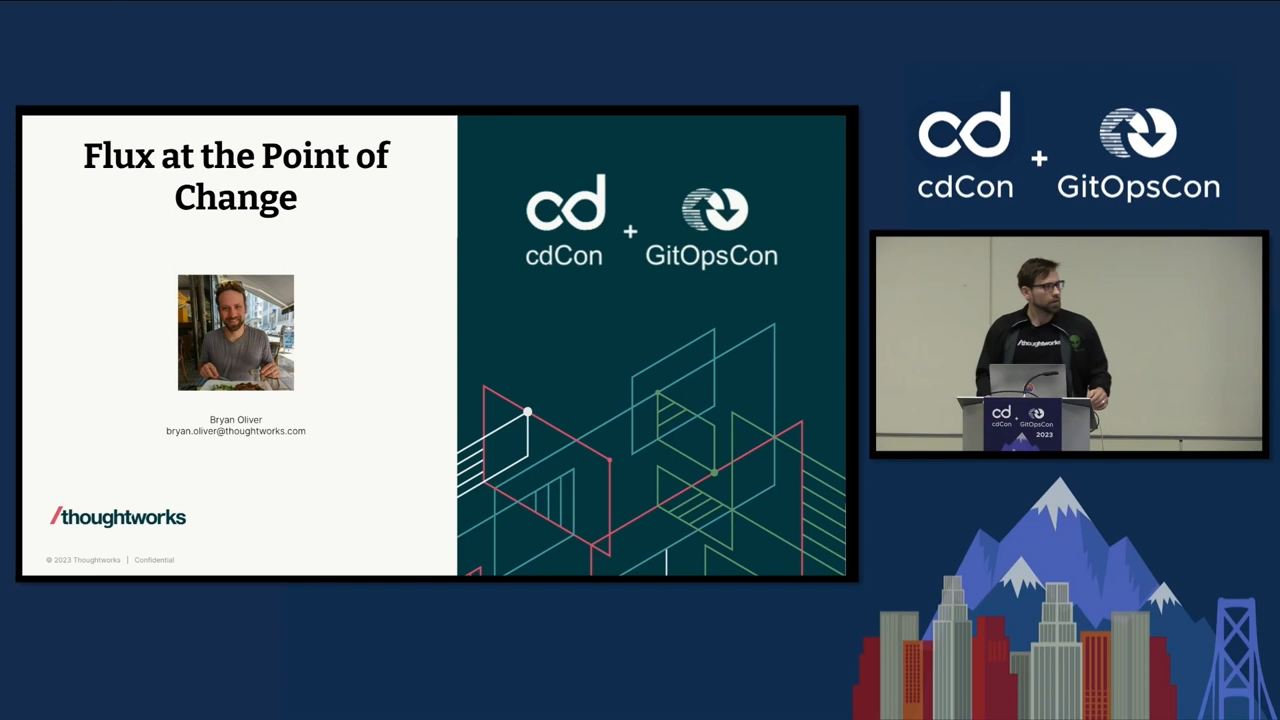 Flux at the Point of
Change
Bryan Oliver
bryan.oliver@thoughtworks.com
/thoughtworks
© 2023 Thoughtworks | Confidential
cd + 
cdCon GitOpsCon
cd + 
cdCon GitOpsCon
/thoughtworks
cd + 
cdCon GitOpsCon
2023